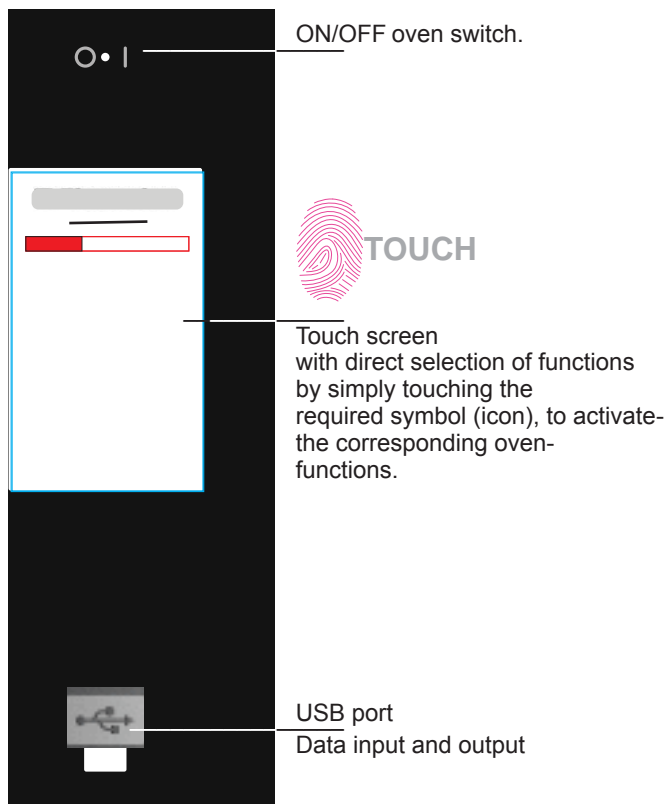 ON/OFF oven switch.
TOUCH
Touch screen
with direct selection of functions
by simply touching the
required symbol (icon), to activate-
the corresponding oven-
functions.
USB port
Data input and output